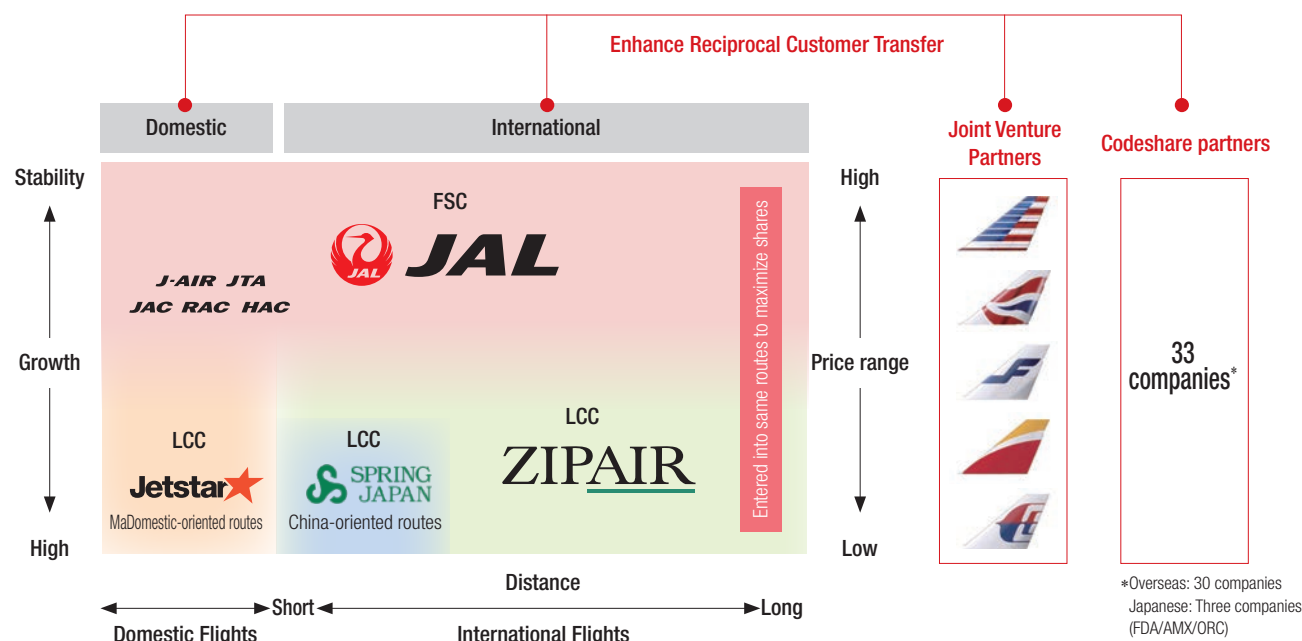 Enhance Reciprocal Customer Transfer
Domestic
International
Joint Venture
Partners
Codeshare partners
Stability
Growth
High
FSC
JAL
JAL
J-AIR JTA
JAC RAC HAC
LCC
Jetstar
MaDomestic-oriented routes
LCC
SPRING
JAPAN
China-oriented routes
LCC
ZIPAIR
Entered into same routes to maximize shares
High
Price range
Low
33
companies*
*Overseas: 30 companies
Japanese: Three companies
(FDA/AMX/ORC)
Distance
Short
Long
Domestic Flights
International Flights